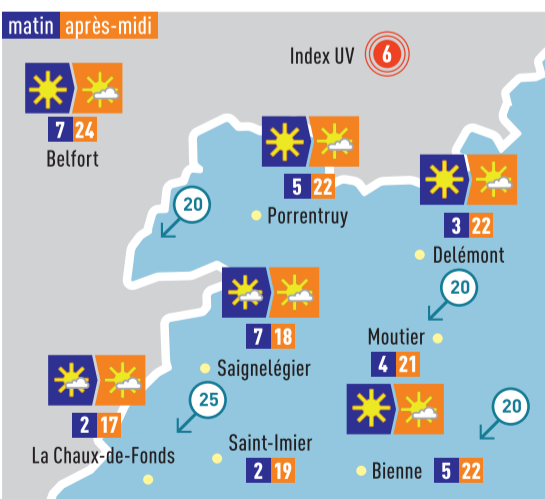 matin après-midi
Index UV 6
7 24
Belfort
5 22
Porrentruy
20
3 22
Delémont
20
7 18
Saignelégier
Moutier
4 21
25
2 17
La Chaux-de-Fonds
Saint-Imier
2 19
20
Bienne 5 22